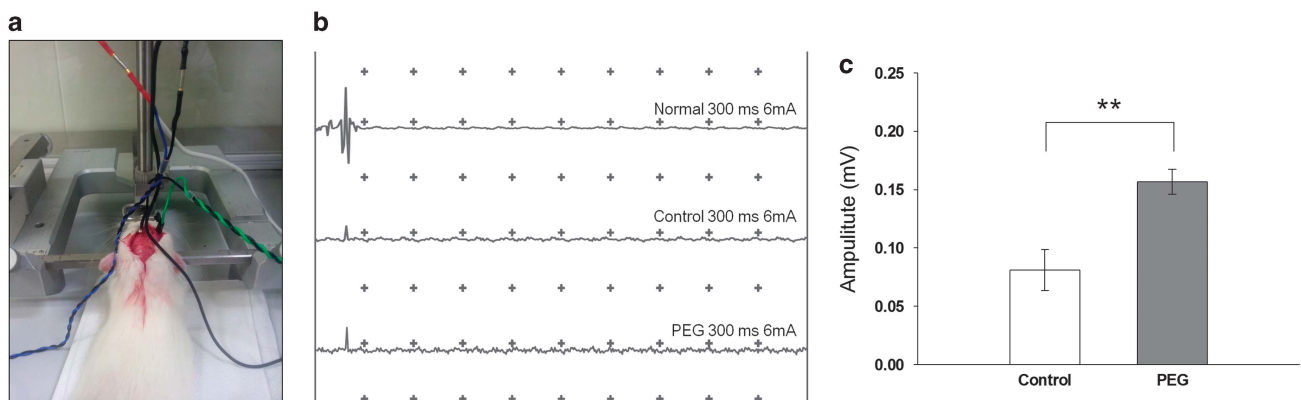 a
b
Normal 300 ms 6mA
Control 300 ms 6mA
PEG 300 ms 6mA
c
Ampulitute (mV)
0.25
0.20
0.15
0.10
0.05
0.00
**
Control
PEG